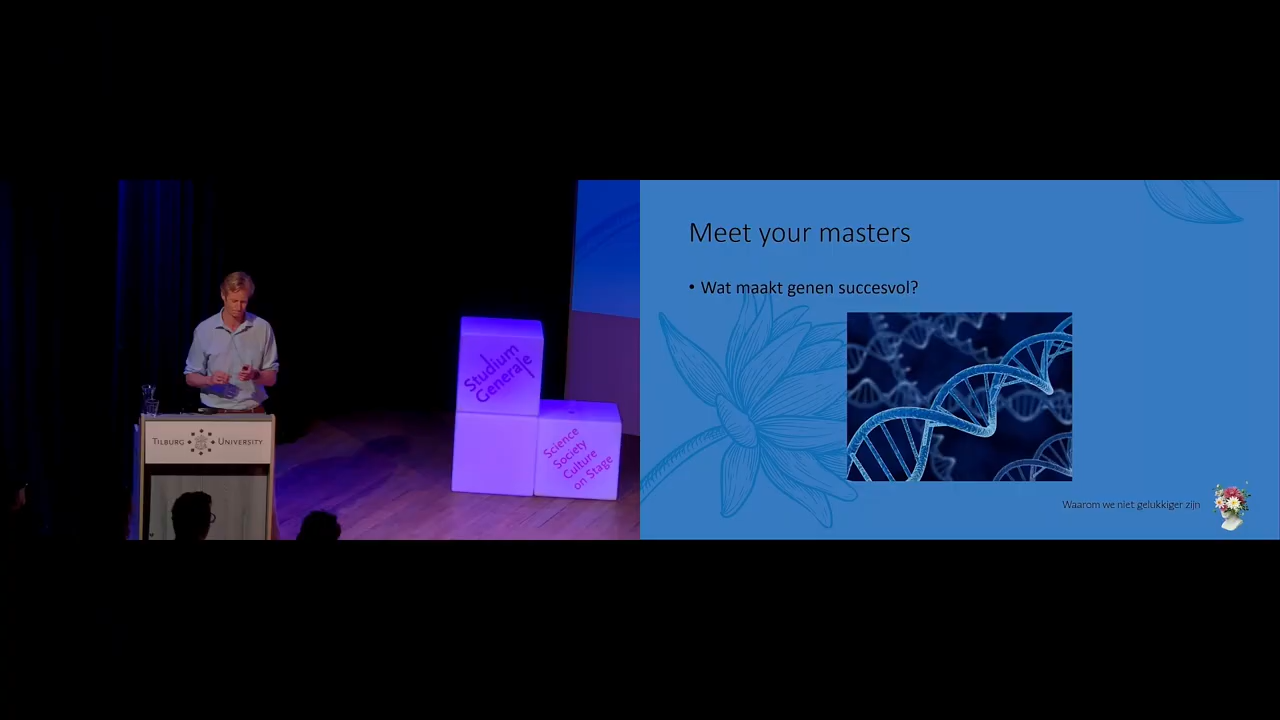 Studium
Generale
Science
Society
Culture
on Stage
TILBURG UNIVERSITY
Meet your masters
• Wat maakt genen succesvol?
Waarom we niet gelukkiger zijn